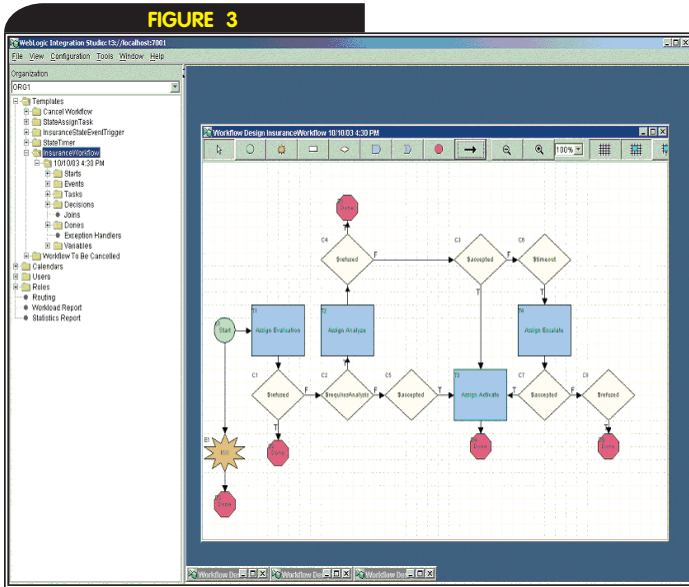 FIGURE 3
WebLogic Integration Studio: t3://localhost:7001
File View Configuration Tools Window Help
Organization
ORG1
Templates
Cancel Workflow
StateAssignTask
InsuranceStateEventTrigger
StateTimer
InsuranceWorkflow
10/10/03 4:30 PM
Starts
Events
Tasks
Decisions
Joins
Dones
Exception Handlers
Variables
Workflow To Be Cancelled
Calendars
Users
Roles
Routing
Workload Report
Statistics Report
Workflow Design InsuranceWorkflow 10/10/03 4:30 PM
100%
Done
T
C4
$refused
F
C3
$accepted
F
C6
$timeout
T
T
Start
T1
Assign Evaluation
T2
Assign Analyze
T4
Assign Escalate
C1
$refused
F
C2
$requiresAnalysis
T
F
C5
$accepted
T
T3
Assign Activate
T
C7
$accepted
F
C8
$refused
T
T
Done
Done
Done
E1
Done
Workflow De...
Workflow De...
Workflow De...